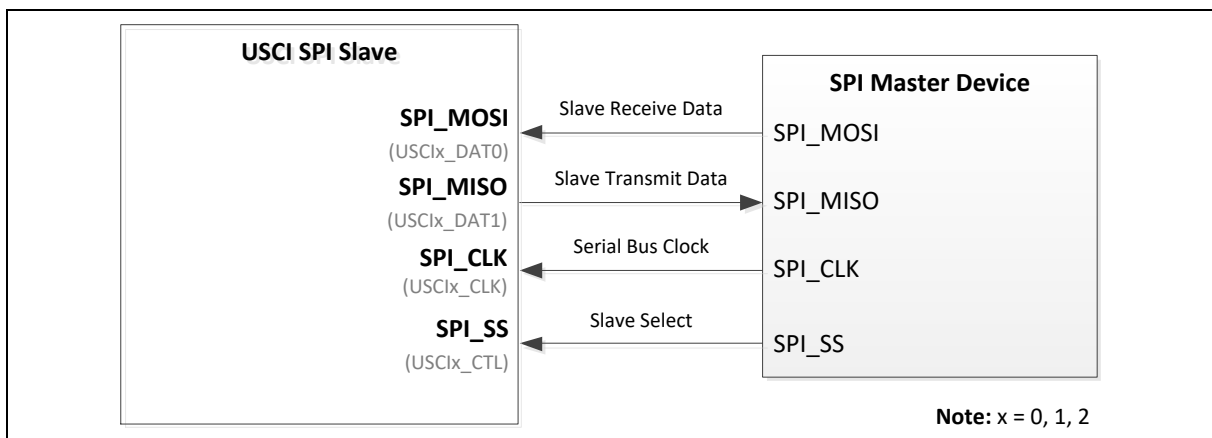 USCI SPI Slave
SPI Master Device
SPI_MOSI
(USCIx_DAT0)
Slave Receive Data
SPI_MOSI
SPI_MISO
(USCIx_DAT1)
Slave Transmit Data
SPI_MISO
SPI_CLK
(USCIx_CLK)
Serial Bus Clock
SPI_CLK
SPI_SS
(USCIx_CTL)
Slave Select
SPI_SS
Note: x = 0, 1, 2